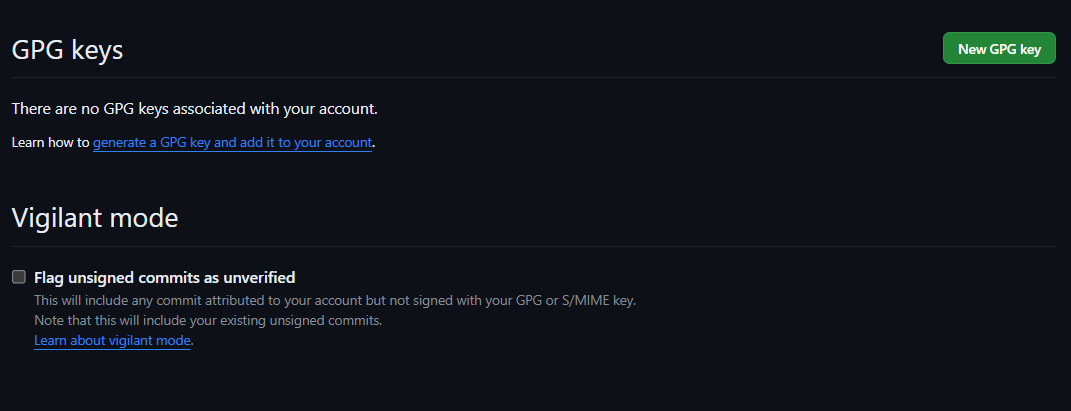 GPG keys
New GPG key
There are no GPG keys associated with your account.
Learn how to generate a GPG key and add it to your account.
Vigilant mode
Flag unsigned commits as unverified
This will include any commit attributed to your account but not signed with your GPG or S/MIME key.
Note that this will include your existing unsigned commits.
Learn about vigilant mode.